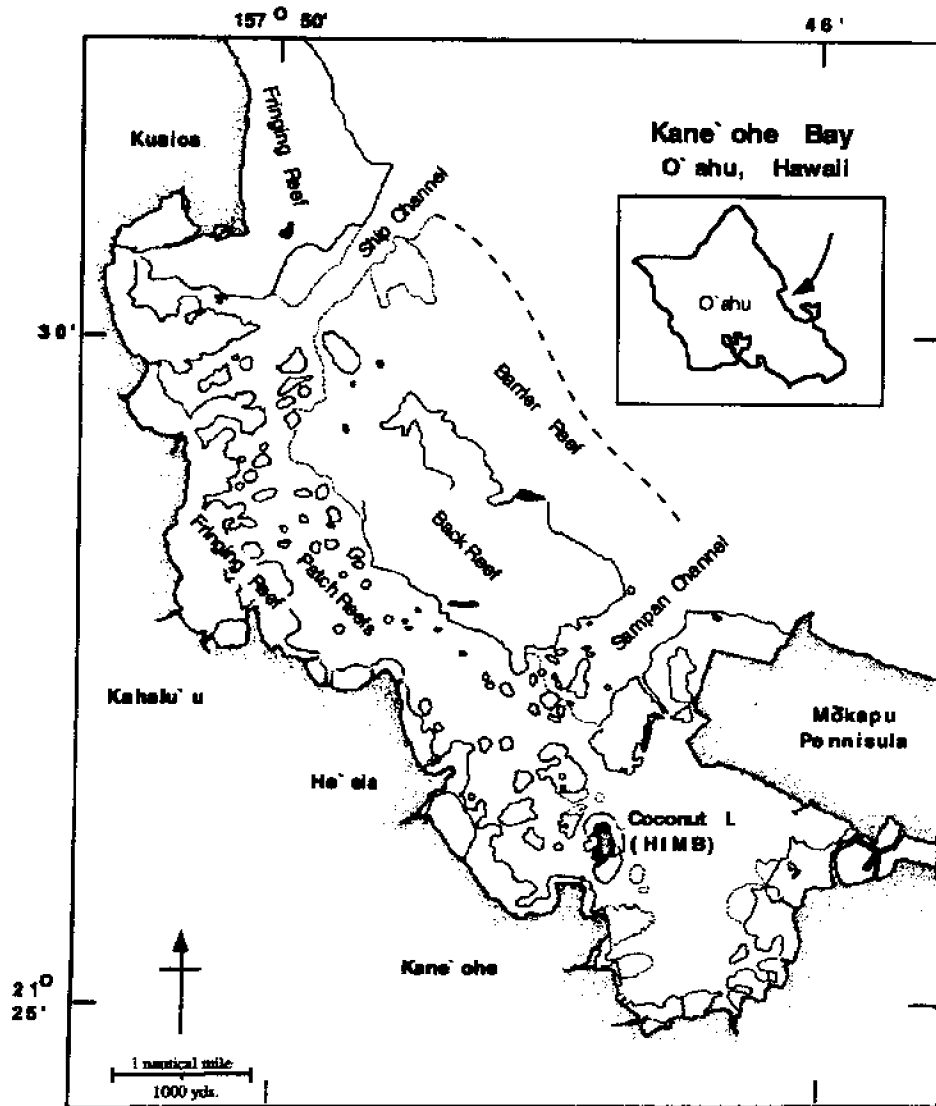 157° 50'
46'
Kualoa
Fringing Reef
Ship Channel
Kane` ohe Bay
O` ahu, Hawaii
O`ahu
30'
Barrier Reef
Back Reef
Fringing Reef
Patch Reefs
Sampan Channel
Kahalu` u
Mōkapu
Pennisula
He` eia
Coconut I.
(HIMB)
Kane` ohe
21°
25'
1 nautical mile
1000 yds.